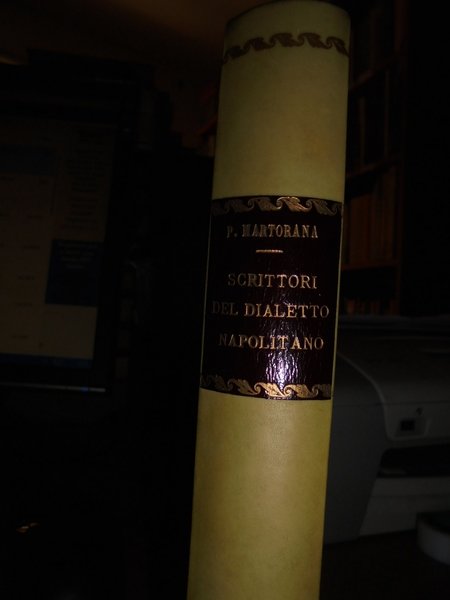 P. MARTORANA
SCRITTORI
DEL DIALETTO
NAPOLITANO